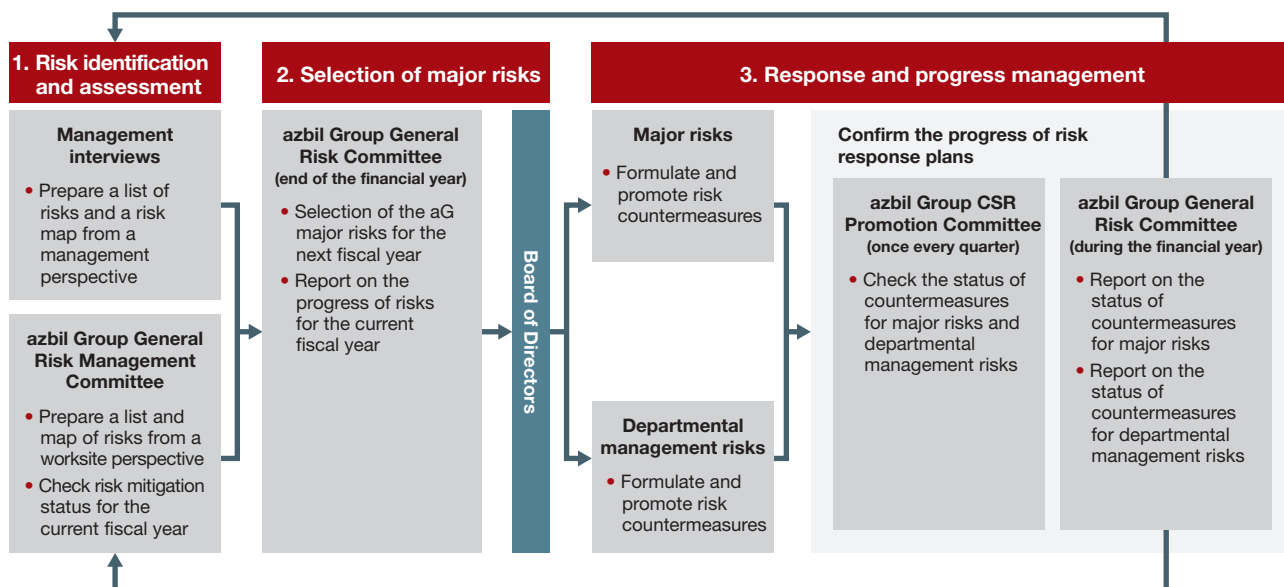 1. Risk identification
and assessment
Management
interviews
• Prepare a list of
risks and a risk
map from a
management
perspective
azbil Group General
Risk Management
Committee
• Prepare a list and
map of risks from a
worksite perspective
• Check risk mitigation
status for the
current fiscal year
2. Selection of major risks
azbil Group General
Risk Committee
(end of the financial year)
• Selection of the aG
major risks for the
next fiscal year
• Report on the
progress of risks
for the current
fiscal year
Board of Directors
3. Response and progress management
Major risks
• Formulate and
promote risk
countermeasures
Departmental
management risks
• Formulate and
promote risk
countermeasures
Confirm the progress of risk
response plans
azbil Group CSR
Promotion Committee
(once every quarter)
• Check the status of
countermeasures
for major risks and
departmental
management risks
azbil Group General
Risk Committee
(during the financial year)
• Report on the
status of
countermeasures
for major risks
• Report on the
status of
countermeasures
for departmental
management risks